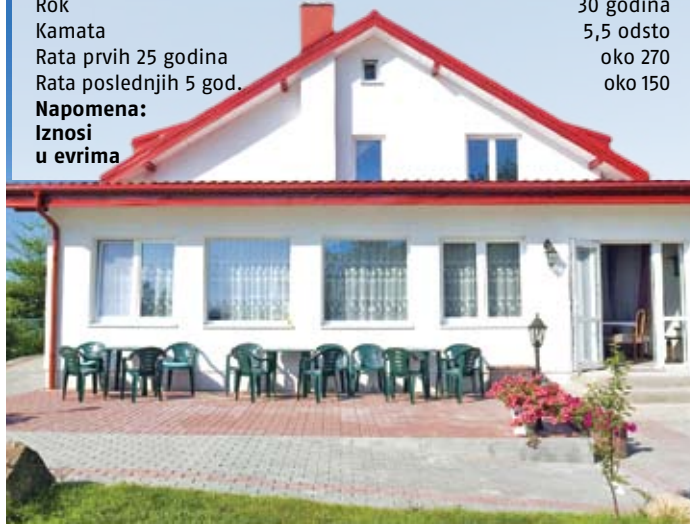 Rok 30 godina
Kamata 5,5 odsto
Rata prvih 25 godina oko 270
Rata poslednjih 5 god. oko 150
Napomena:
Iznosi
u evrima